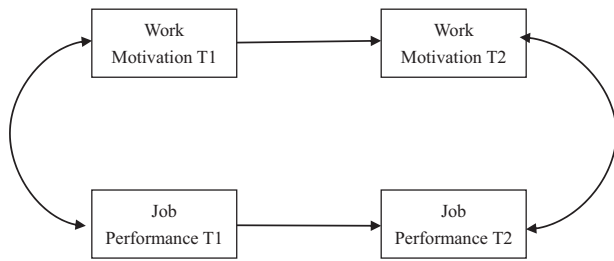 Work
Motivation T1
Work
Motivation T2
Job
Performance T1
Job
Performance T2